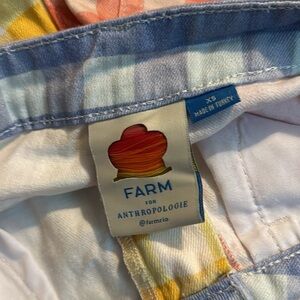 XS
MADE IN TURKEY
FARM
FOR
ANTHROPOLOGIE
@farmrio